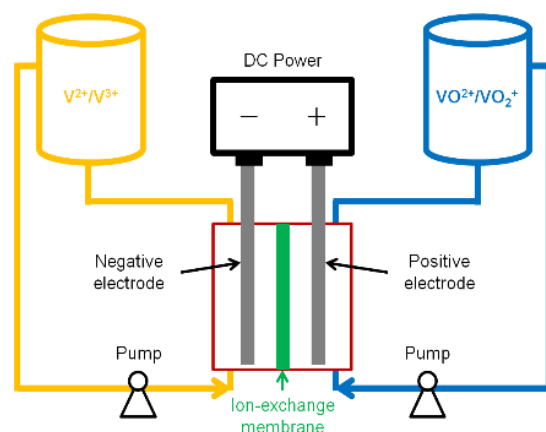 DC Power
V²⁺/V³⁺
VO²⁺/VO₂⁺
− +
Negative
electrode
Positive
electrode
Pump
Pump
Ion-exchange
membrane